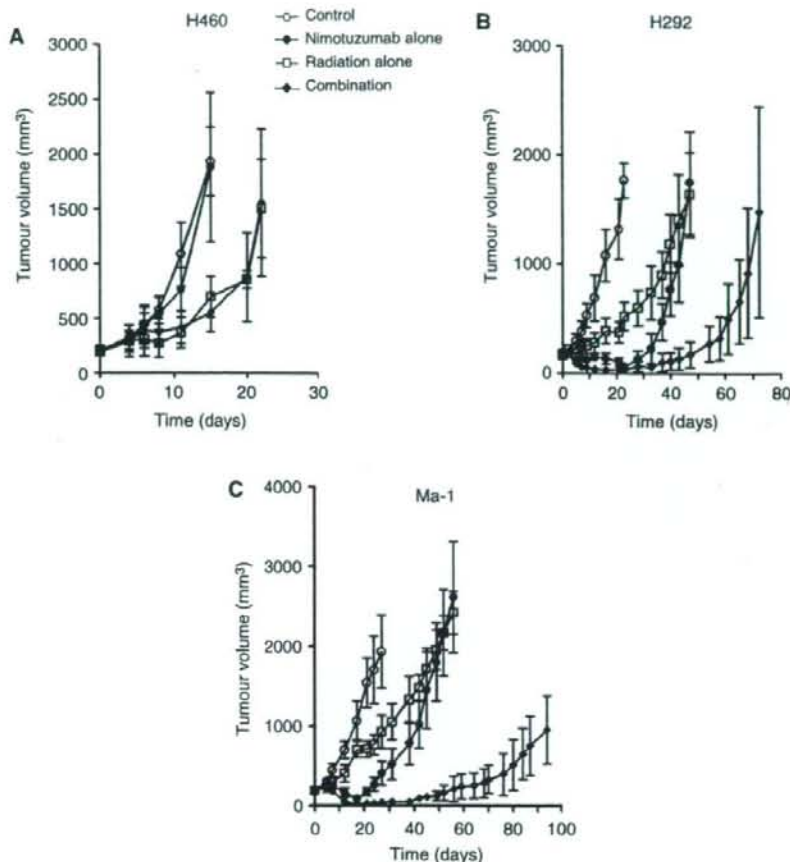 A
H460
Control
Nimotuzumab alone
Radiation alone
Combination
Tumour volume (mm³)
3000
2500
2000
1500
1000
500
0
0 10 20 30
Time (days)
B
H292
Tumour volume (mm³)
3000
2000
1000
0
0 20 40 60 80
Time (days)
C
Ma-1
Tumour volume (mm³)
4000
3000
2000
1000
0
0 20 40 60 80 100
Time (days)